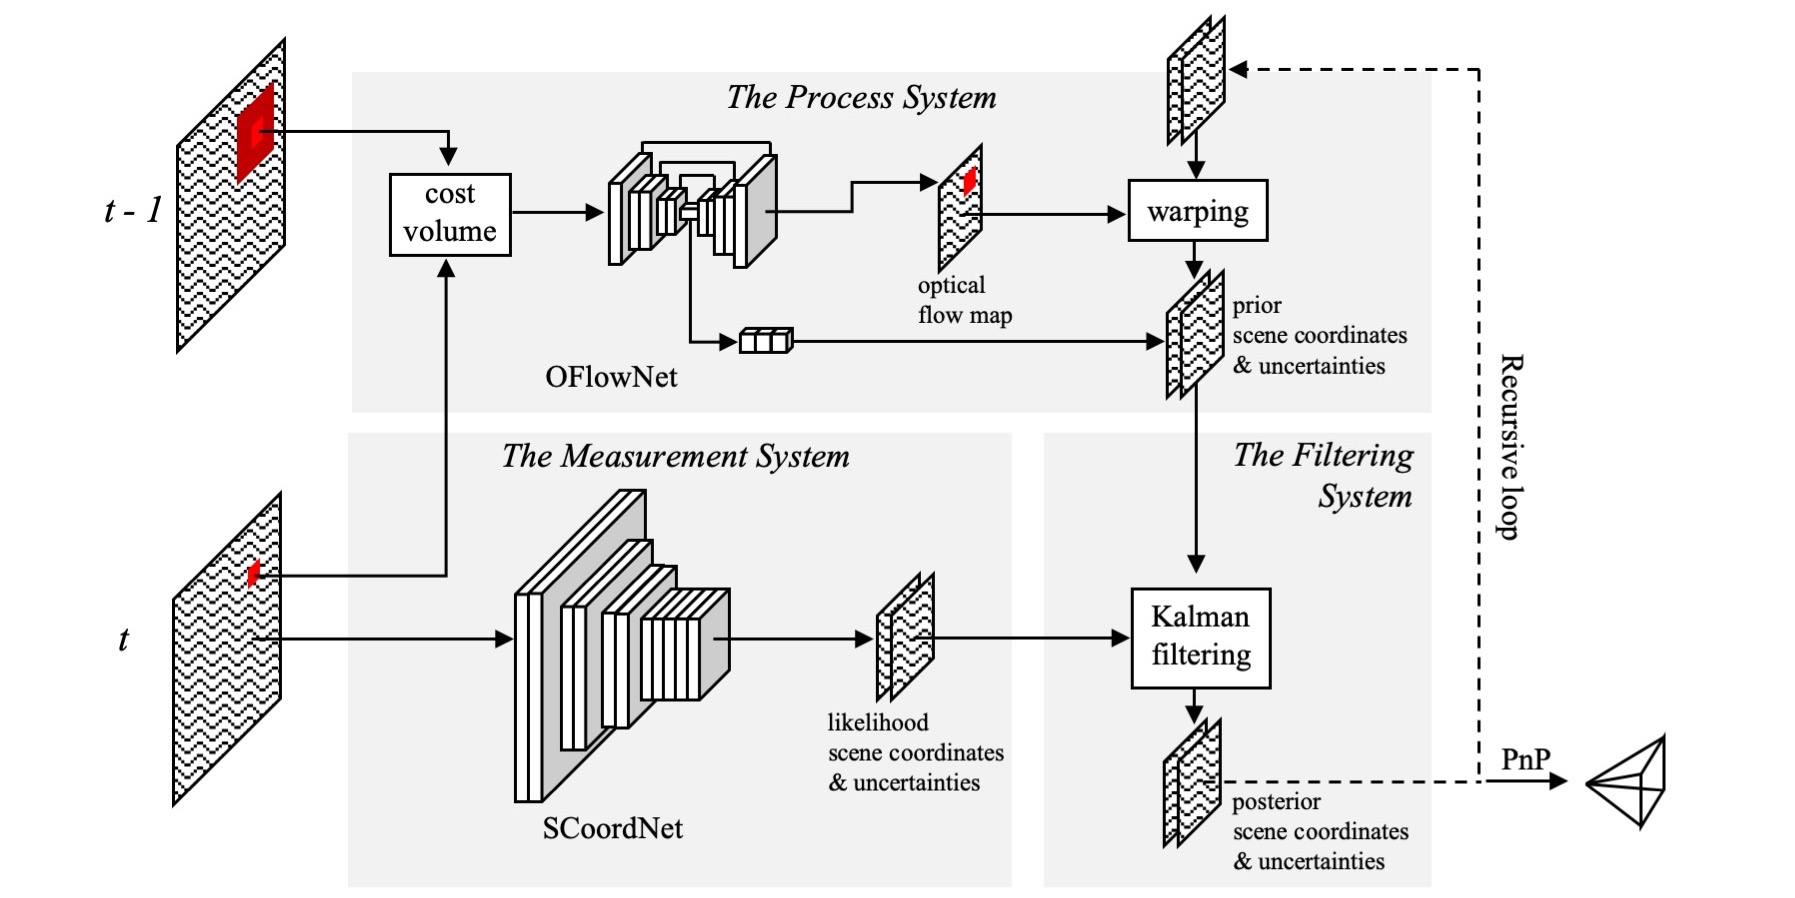 The Process System
t - 1
cost
volume
warping
optical
flow map
prior
scene coordinates
& uncertainties
OFlowNet
Recursive loop
The Measurement System
The Filtering
System
t
Kalman
filtering
likelihood
scene coordinates
& uncertainties
SCoordNet
PnP
posterior
scene coordinates
& uncertainties